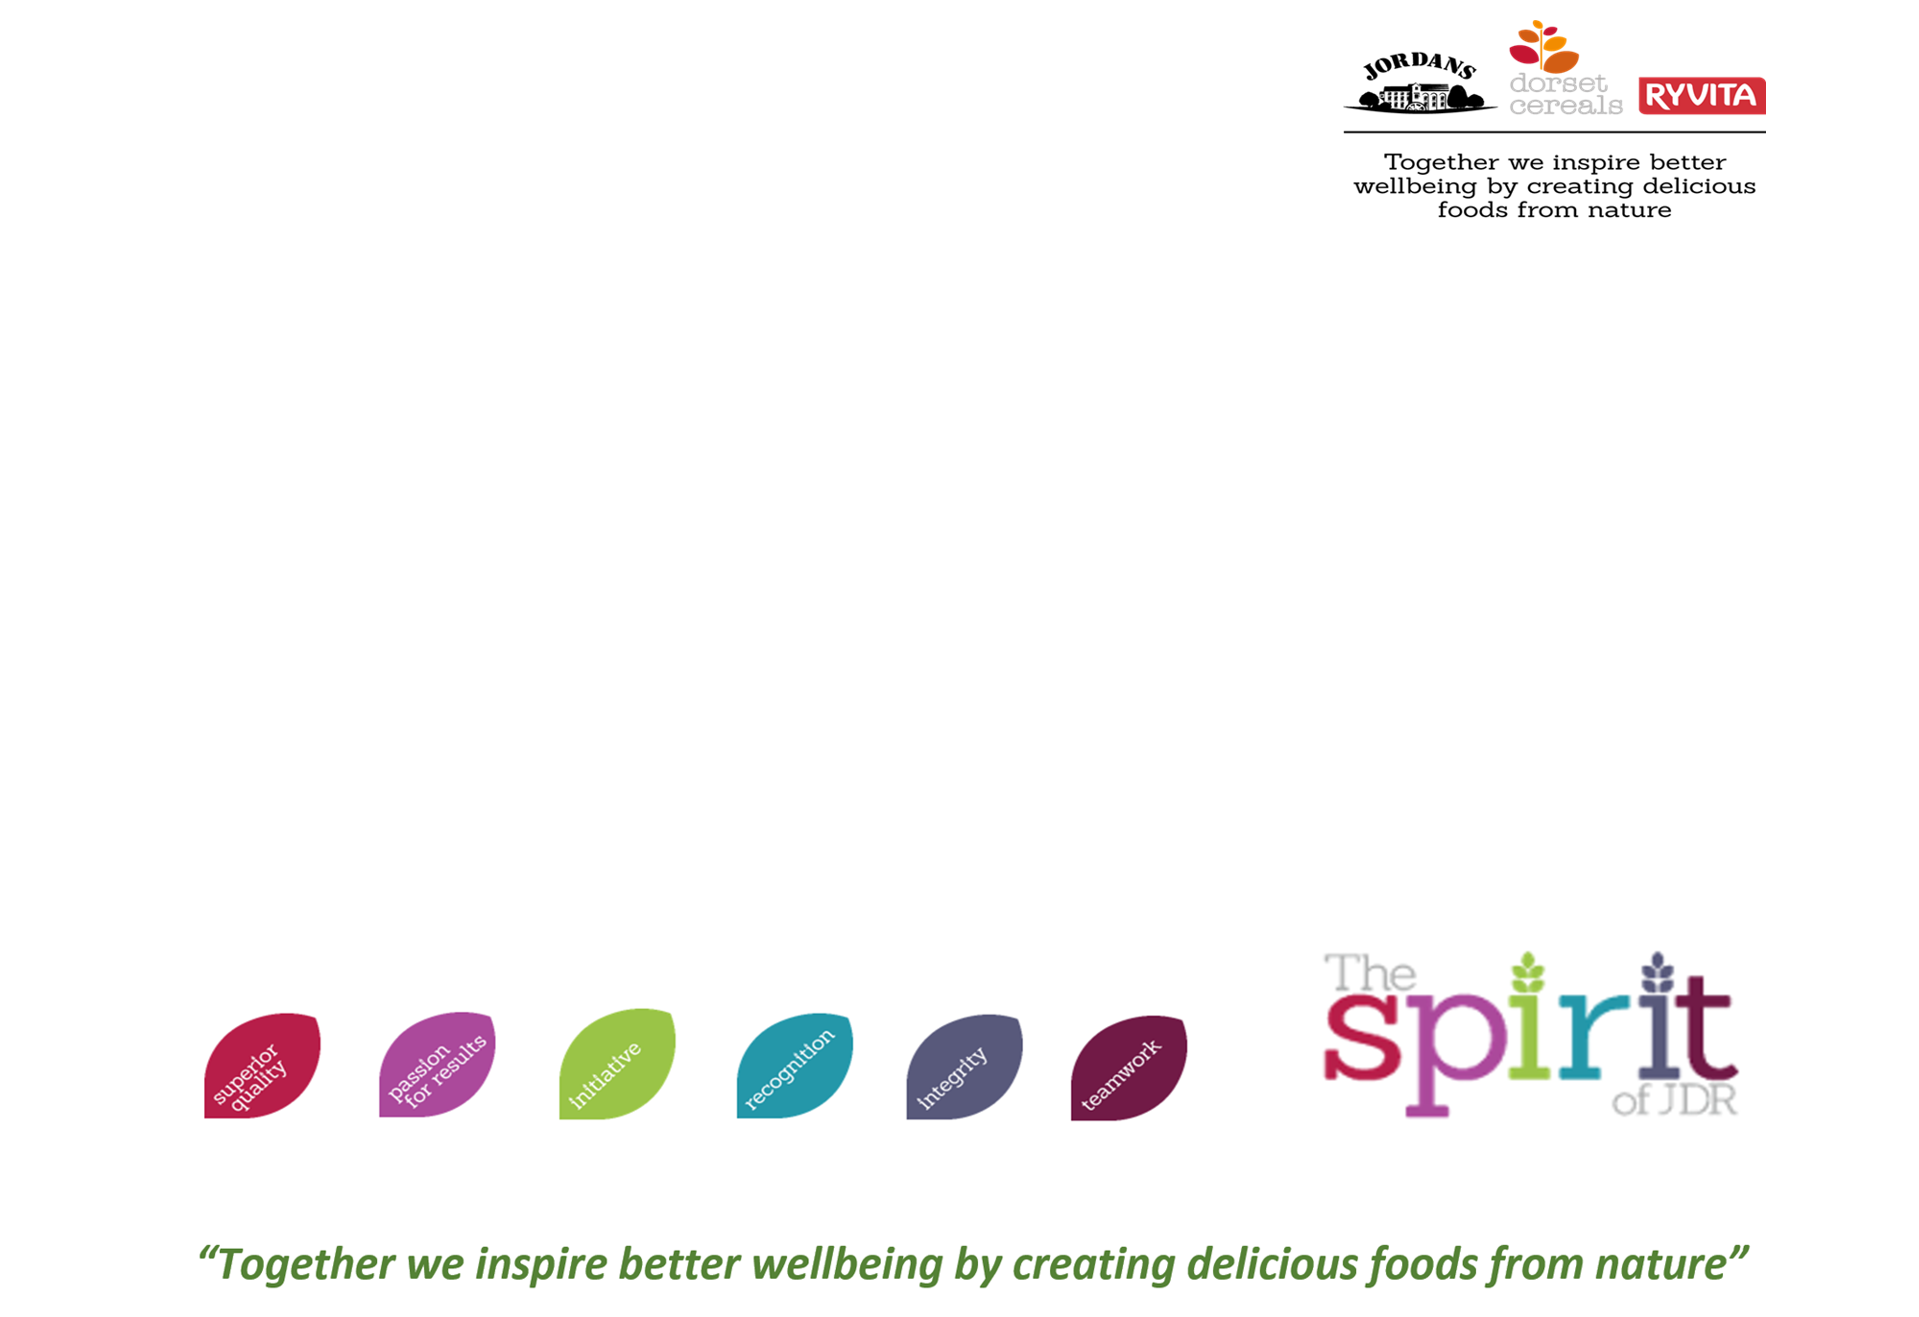 JORDANS
dorset
cereals
RYVITA
Together we inspire better
wellbeing by creating delicious
foods from nature
superior
quality
passion
for results
initiative
recognition
integrity
teamwork
The
spirit
of JDR
“Together we inspire better wellbeing by creating delicious foods from nature”